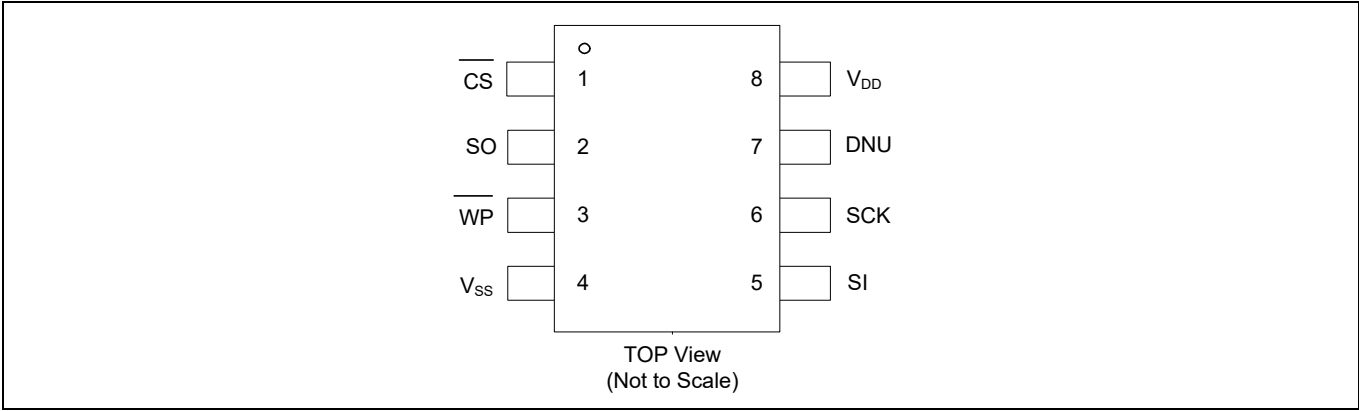 CS 1 8 VDD
SO 2 7 DNU
WP 3 6 SCK
VSS 4 5 SI
TOP View
(Not to Scale)